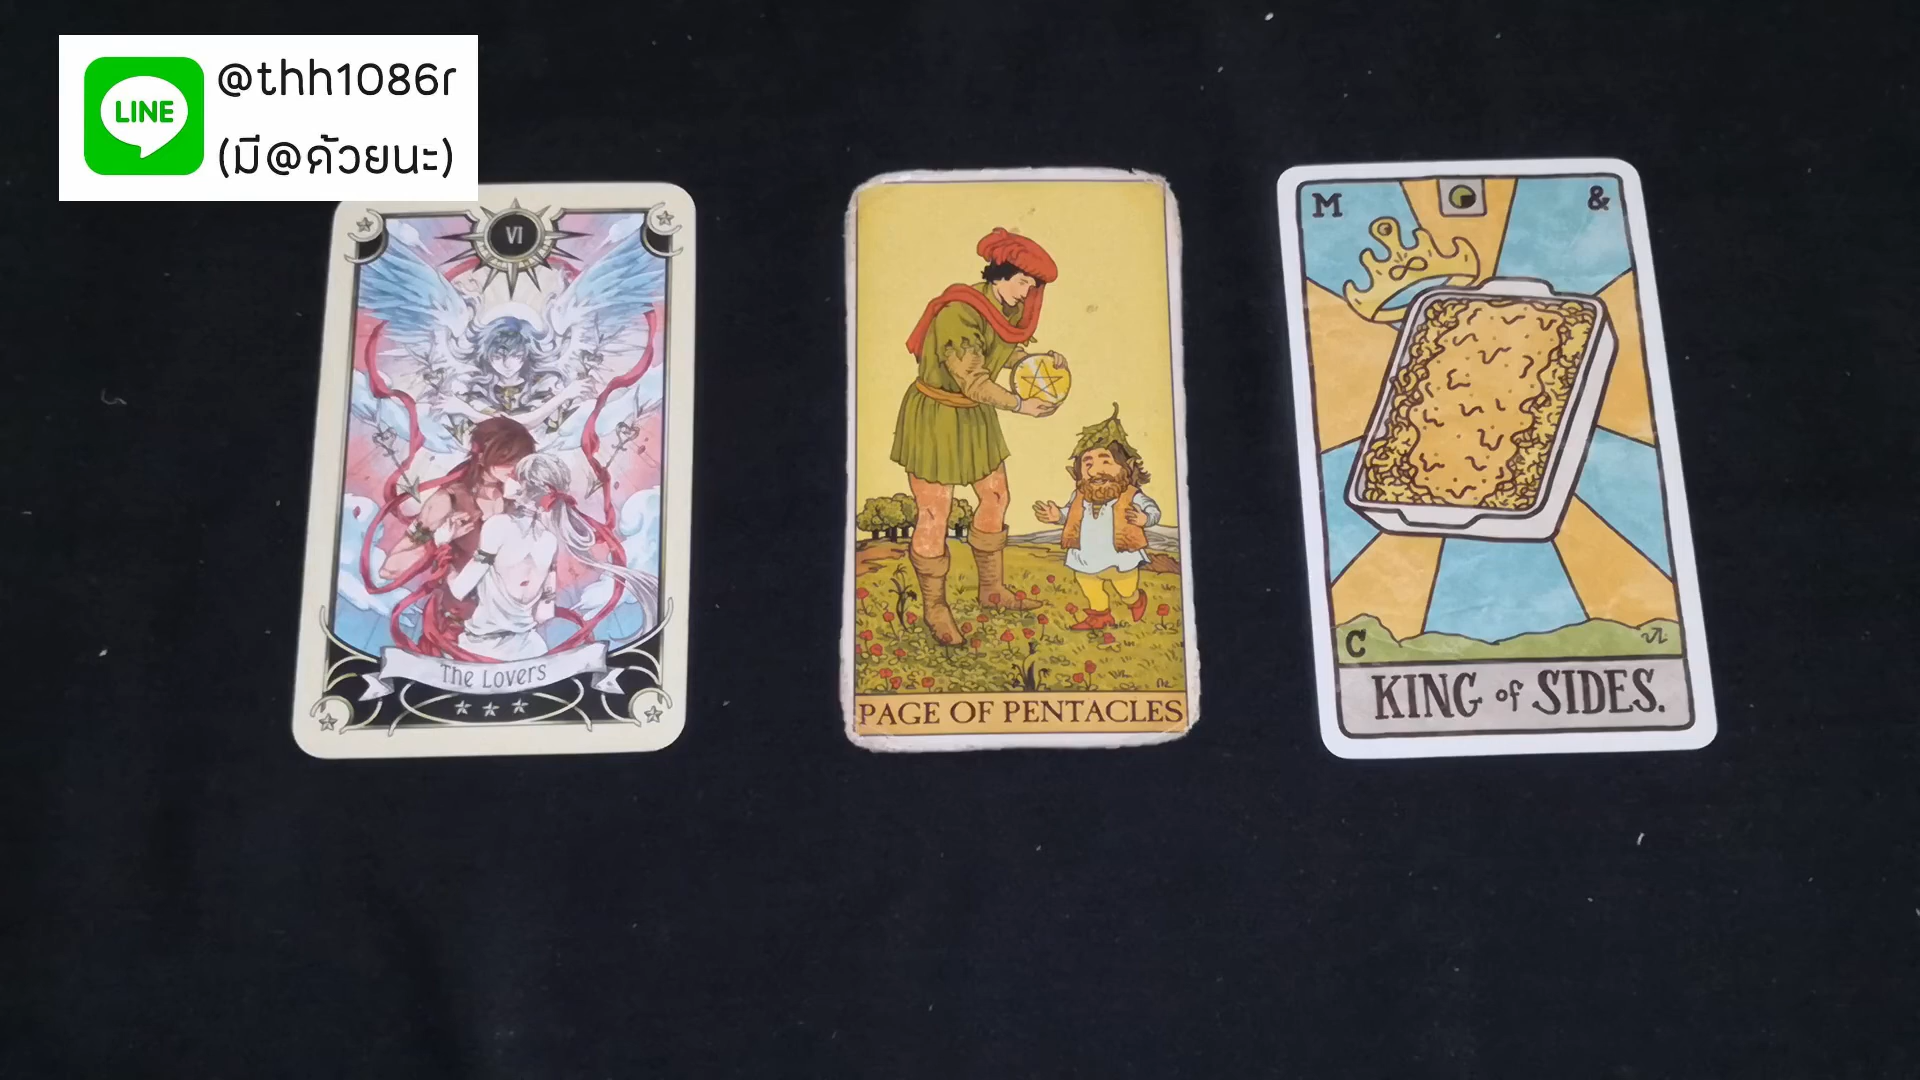 LINE
@thh1086r
(มี@ด้วยนะ)
VI
The Lovers
PAGE OF PENTACLES
M
&
C
KING of SIDES.